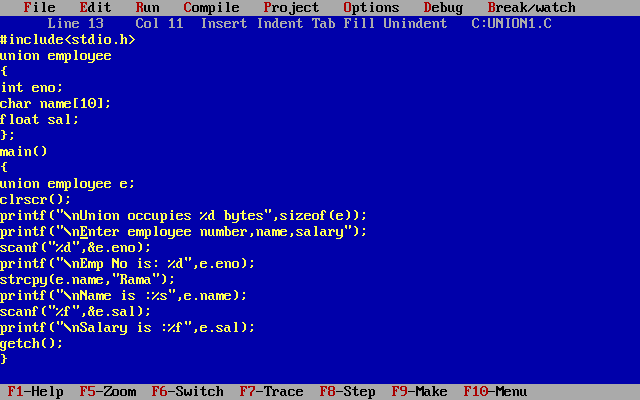 File Edit Run Compile Project Options Debug Break/watch
Line 13 Col 11 Insert Indent Tab Fill Unindent C:UNION1.C
#include<stdio.h>
union employee
{
int eno;
char name[10];
float sal;
};
main()
{
union employee e;
clrscr();
printf("\nUnion occupies %d bytes",sizeof(e));
printf("\nEnter employee number,name,salary");
scanf("%d",&e.eno);
printf("\nEmp No is: %d",e.eno);
strcpy(e.name,"Rama");
printf("\nName is :%s",e.name);
scanf("%f",&e.sal);
printf("\nSalary is :%f",e.sal);
getch();
}
F1-Help F5-Zoom F6-Switch F7-Trace F8-Step F9-Make F10-Menu